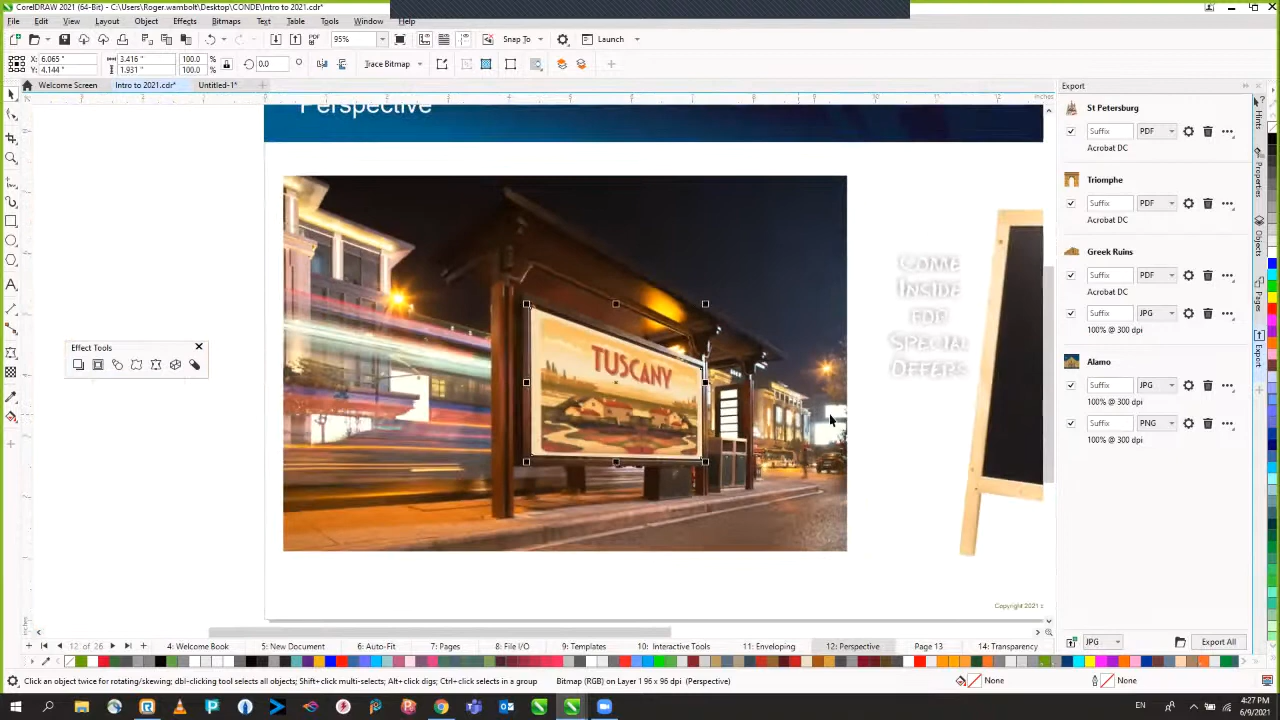 CorelDRAW 2021 (64-Bit) - C:\Users\Roger.wambolt\Desktop\CONDE\Intro to 2021.cdr*
File Edit View Layout Object Effects Bitmaps Text Table Tools Window Help
PDF 95% Snap To Launch
X: 6.065 " 3.416 " 100.0
Y: 4.144 " 1.931 " 100.0
0.0 ° Trace Bitmap
Welcome Screen Intro to 2021.cdr* Untitled-1*
inches
Perspective
Effect Tools
TUSCANY
Come
Inside
for
Special
Offers
Copyright 2021 c
Export
St Petersburg
Suffix PDF
Acrobat DC
Triomphe
Suffix PDF
Acrobat DC
Greek Ruins
Suffix PDF
Acrobat DC
Suffix JPG
100% @ 300 dpi
Alamo
Suffix JPG
100% @ 300 dpi
Suffix PNG
100% @ 300 dpi
JPG Export All
Hints
Properties
Objects
Pages
Export
12 of 26 4: Welcome Book 5: New Document 6: Auto-Fit 7: Pages 8: File I/O 9: Templates 10: Interactive Tools 11: Enveloping 12: Perspective Page 13 14: Transparency
Click an object twice for rotating/skewing; dbl-clicking tool selects all objects; Shift+click multi-selects; Alt+click digs; Ctrl+click selects in a group Bitmap (RGB) on Layer 1 96 x 96 dpi (Perspective) None None
EN 4:27 PM
6/9/2021